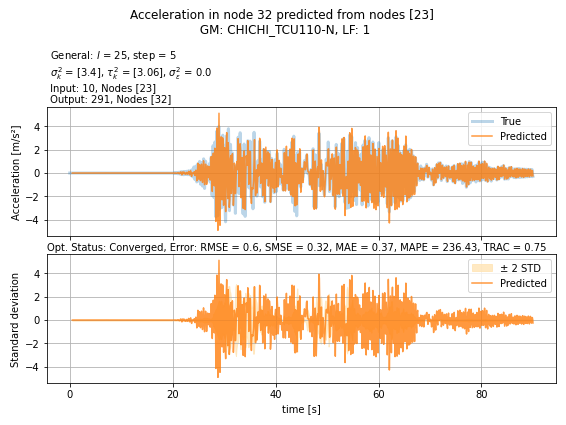 Acceleration in node 32 predicted from nodes [23]
GM: CHICHI_TCU110-N, LF: 1
General: l = 25, step = 5
σ²ₖ = [3.4], τ²ₖ = [3.06], σ²ε = 0.0
Input: 10, Nodes [23]
Output: 291, Nodes [32]
Acceleration [m/s²]
4
2
0
−2
−4
True
Predicted
Opt. Status: Converged, Error: RMSE = 0.6, SMSE = 0.32, MAE = 0.37, MAPE = 236.43, TRAC = 0.75
Standard deviation
4
2
0
−2
−4
± 2 STD
Predicted
0 20 40 60 80
time [s]